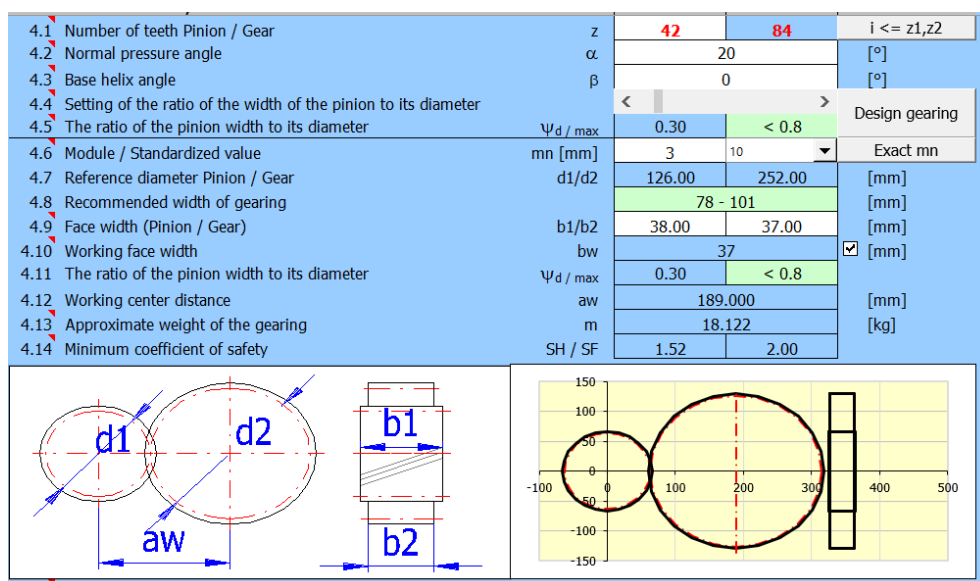 4.1 Number of teeth Pinion / Gear z 42 84 i <= z1,z2
4.2 Normal pressure angle α 20 [°]
4.3 Base helix angle β 0 [°]
4.4 Setting of the ratio of the width of the pinion to its diameter < > Design gearing
4.5 The ratio of the pinion width to its diameter Ψd / max 0.30 < 0.8
4.6 Module / Standardized value mn [mm] 3 10 Exact mn
4.7 Reference diameter Pinion / Gear d1/d2 126.00 252.00 [mm]
4.8 Recommended width of gearing 78 - 101 [mm]
4.9 Face width (Pinion / Gear) b1/b2 38.00 37.00 [mm]
4.10 Working face width bw 37 [mm]
4.11 The ratio of the pinion width to its diameter Ψd / max 0.30 < 0.8
4.12 Working center distance aw 189.000 [mm]
4.13 Approximate weight of the gearing m 18.122 [kg]
4.14 Minimum coefficient of safety SH / SF 1.52 2.00
d1 d2 b1
aw b2
150
100
50
0
-100 0 100 200 300 400 500
-50
-100
-150